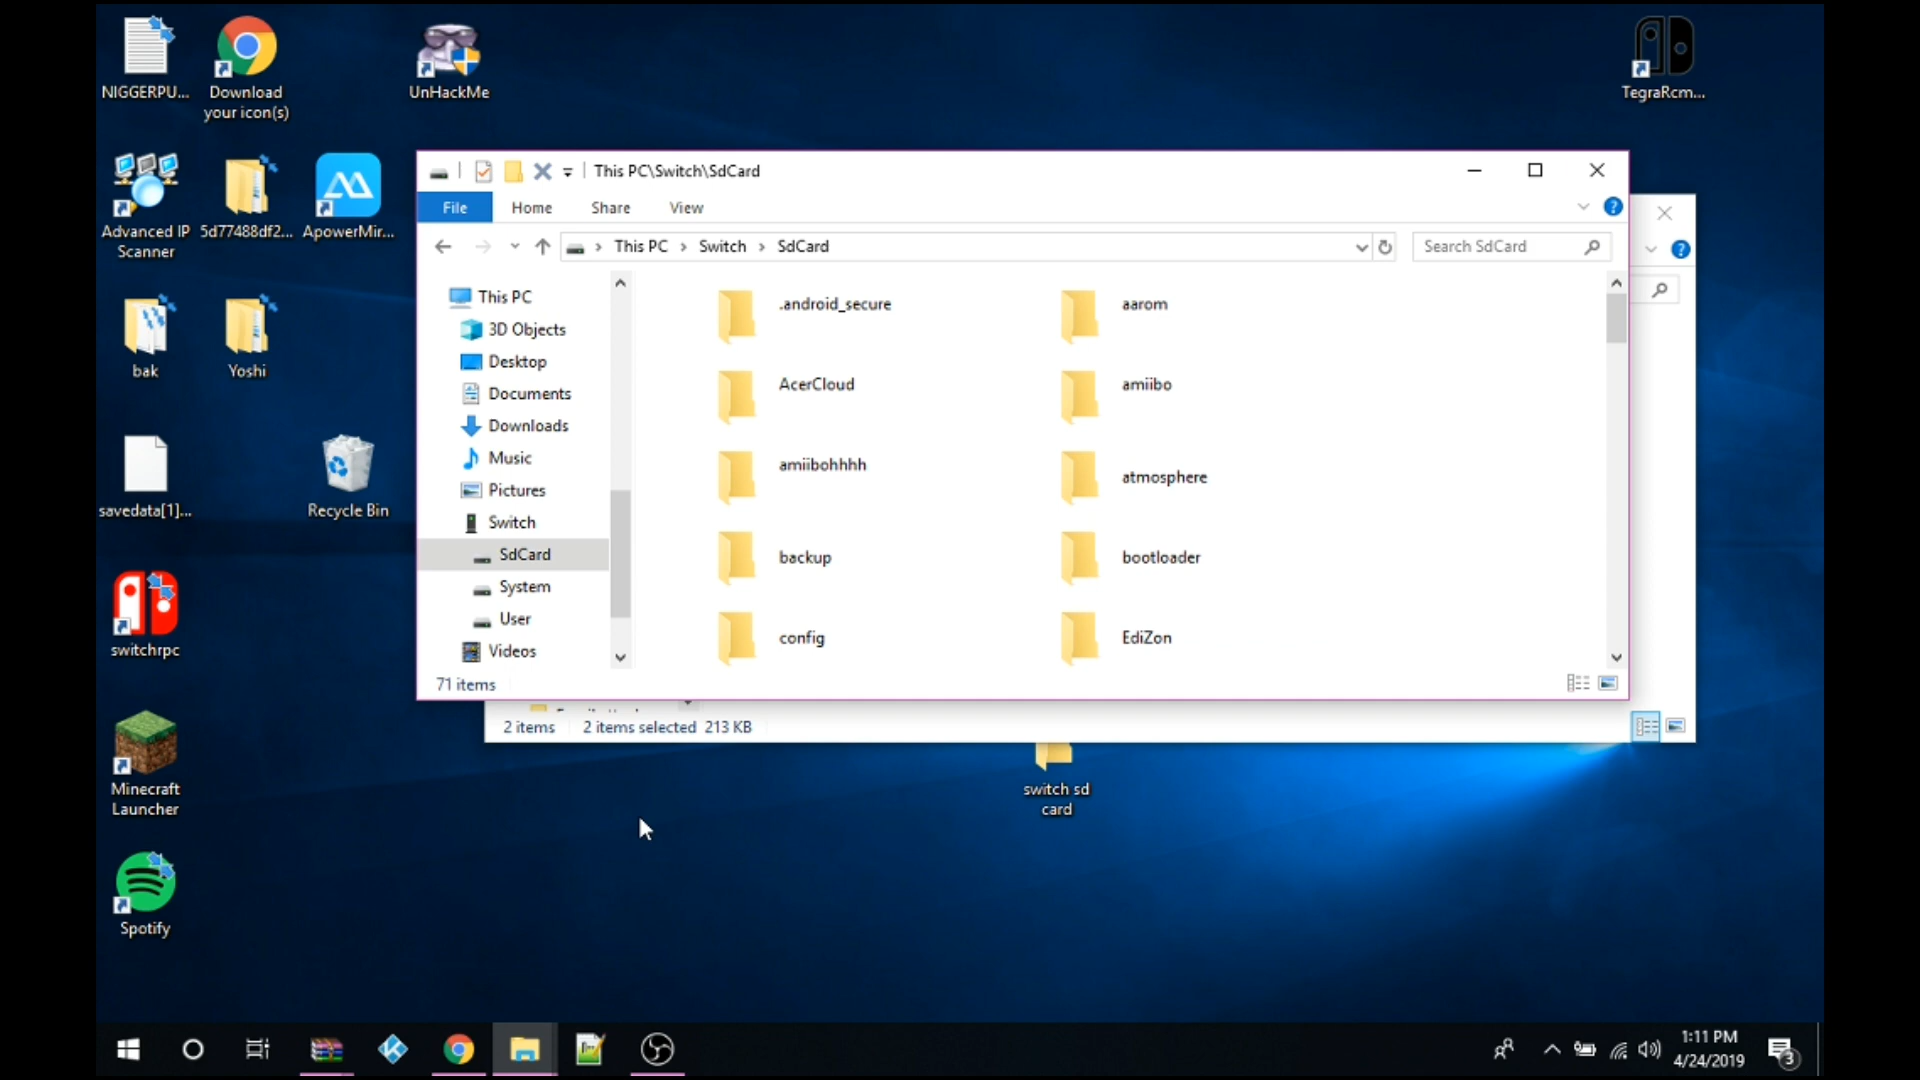 NIGGERPU...
Download
your icon(s)
UnHackMe
TegraRcm...
Advanced IP
Scanner
5d77488df2...
ApowerMir...
bak
Yoshi
savedata[1]...
Recycle Bin
switchrpc
Minecraft
Launcher
Spotify
This PC\Switch\SdCard
File
Home
Share
View
This PC > Switch > SdCard
Search SdCard
This PC
3D Objects
Desktop
Documents
Downloads
Music
Pictures
Switch
SdCard
System
User
Videos
.android_secure
aarom
AcerCloud
amiibo
amiibohhhh
atmosphere
backup
bootloader
config
EdiZon
71 items
2 items
2 items selected 213 KB
switch sd
card
1:11 PM
4/24/2019
3